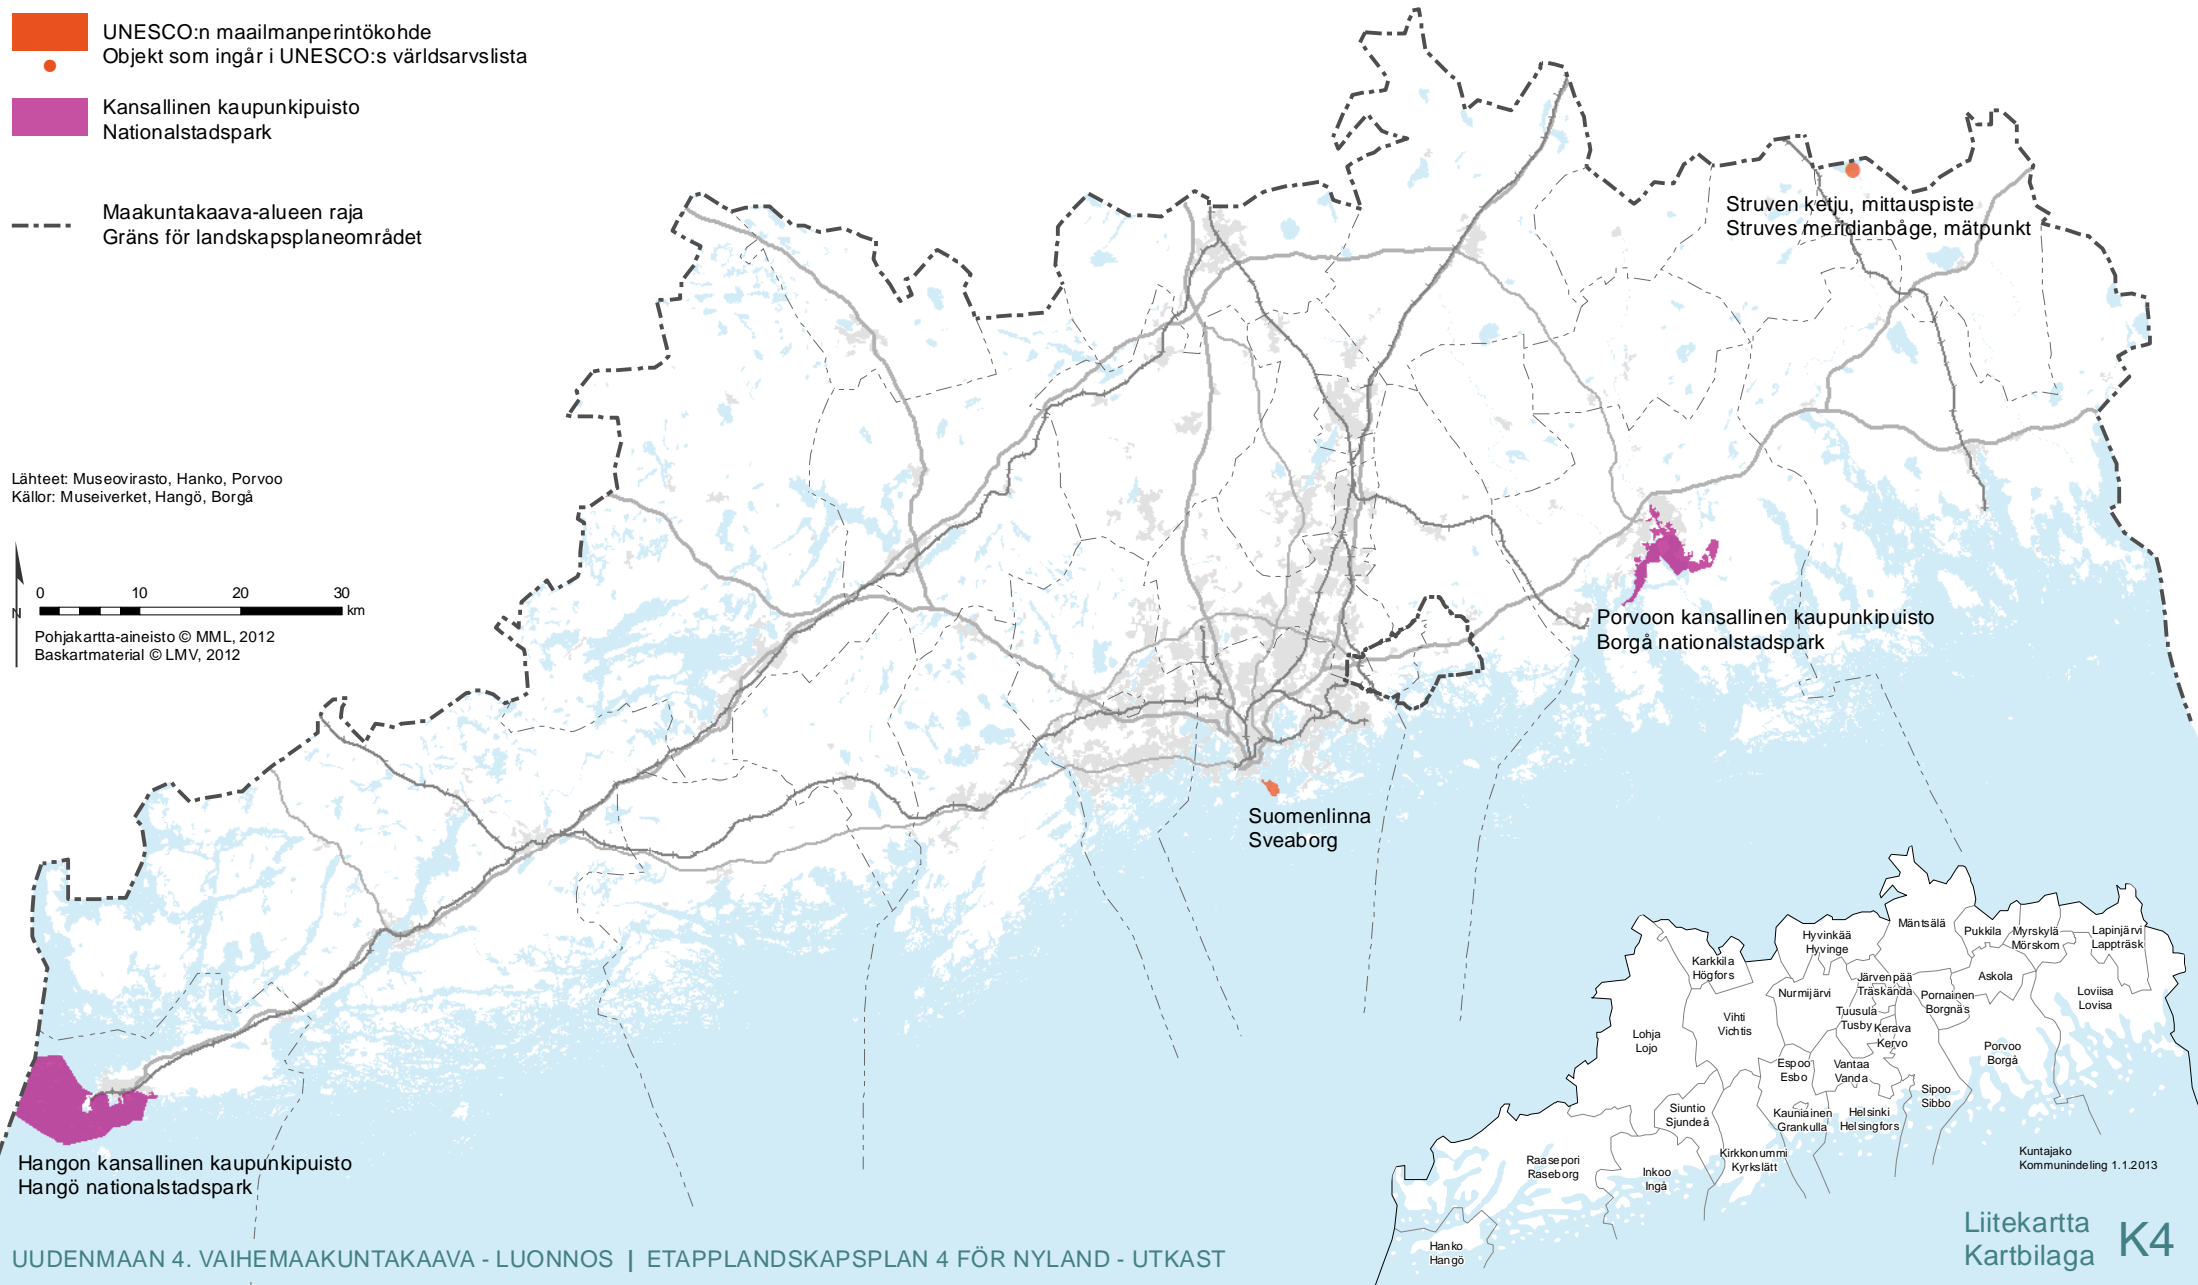 UNESCO:n maailmanperintökohde
Objekt som ingår i UNESCO:s världsarvslista
Kansallinen kaupunkipuisto
Nationalstadspark
Maakuntakaava-alueen raja
Gräns för landskapsplaneområdet
Lähteet: Museovirasto, Hanko, Porvoo
Källor: Museiverket, Hangö, Borgå
0 10 20 30
km
N
Pohjakartta-aineisto © MML, 2012
Baskartmaterial © LMV, 2012
Struven ketju, mittauspiste
Struves meridianbåge, mätpunkt
Porvoon kansallinen kaupunkipuisto
Borgå nationalstadspark
Suomenlinna
Sveaborg
Hangon kansallinen kaupunkipuisto
Hangö nationalstadspark
Mäntsälä
Hyvinkää
Hyvinge
Pukkila
Myrskylä
Mörskom
Lapinjärvi
Lappträsk
Karkkila
Högfors
Järvenpää
Träskända
Askola
Nurmijärvi
Pornainen
Borgnäs
Loviisa
Lovisa
Vihti
Vichtis
Tuusula
Tusby
Kerava
Kervo
Lohja
Lojo
Porvoo
Borgå
Espoo
Esbo
Vantaa
Vanda
Sipoo
Sibbo
Siuntio
Sjundeå
Kauniainen
Grankulla
Helsinki
Helsingfors
Kirkkonummi
Kyrkslätt
Raasepori
Raseborg
Inkoo
Ingå
Hanko
Hangö
Kuntajako
Kommunindeling 1.1.2013
Liitekartta
Kartbilaga
K4
UUDENMAAN 4. VAIHEMAAKUNTAKAAVA - LUONNOS | ETAPPLANDSKAPSPLAN 4 FÖR NYLAND - UTKAST